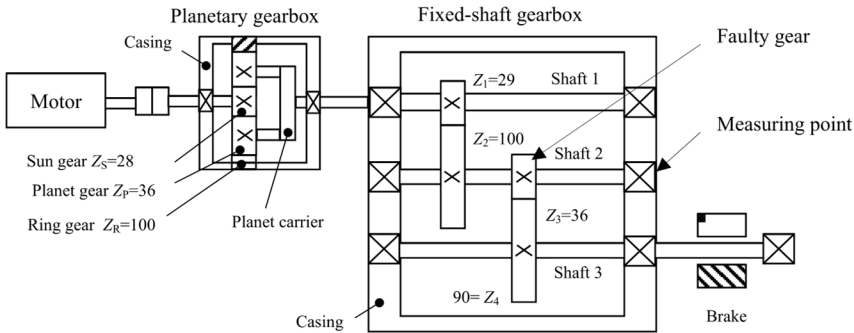 Planetary gearbox
Fixed-shaft gearbox
Casing
Faulty gear
Motor
Z1=29
Shaft 1
Measuring point
Z2=100
Shaft 2
Sun gear ZS=28
Planet gear ZP=36
Ring gear ZR=100
Planet carrier
Z3=36
Shaft 3
90= Z4
Casing
Brake